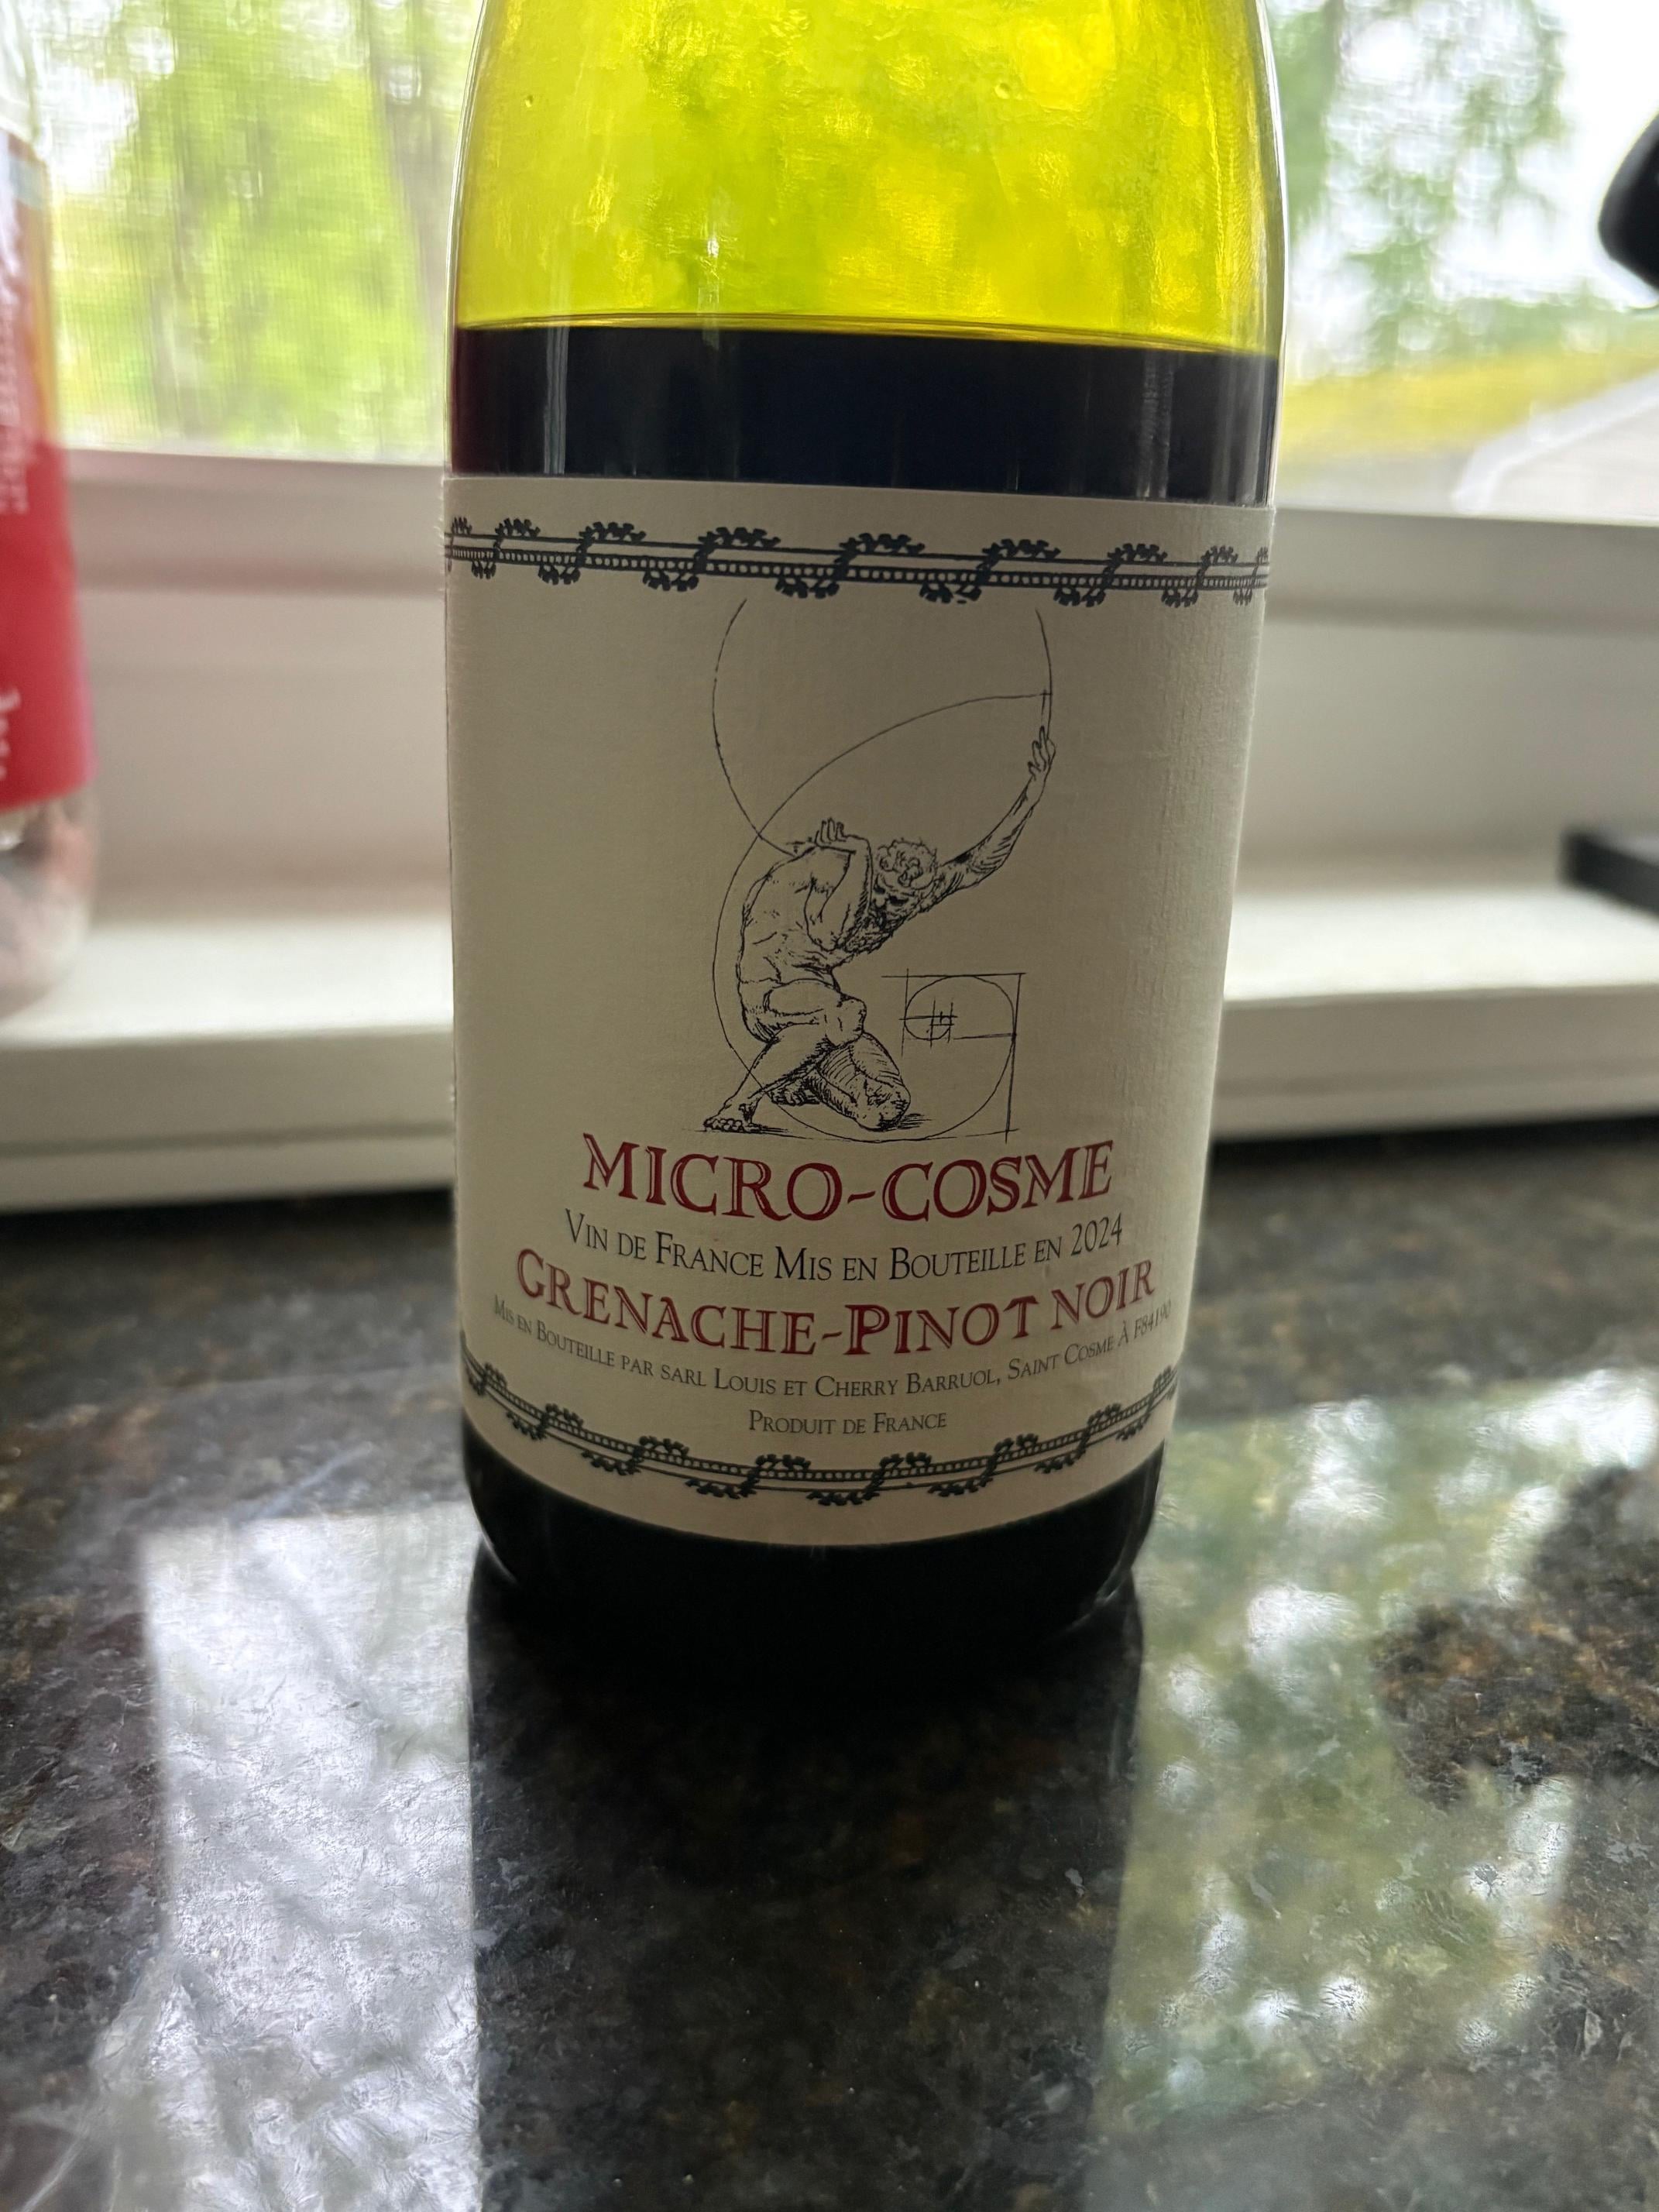 MICRO-COSME
VIN DE FRANCE MIS EN BOUTEILLE EN 2024
GRENACHE-PINOT NOIR
MIS EN BOUTEILLE PAR SARL LOUIS ET CHERRY BARRUOL, SAINT COSME À F84190
PRODUIT DE FRANCE